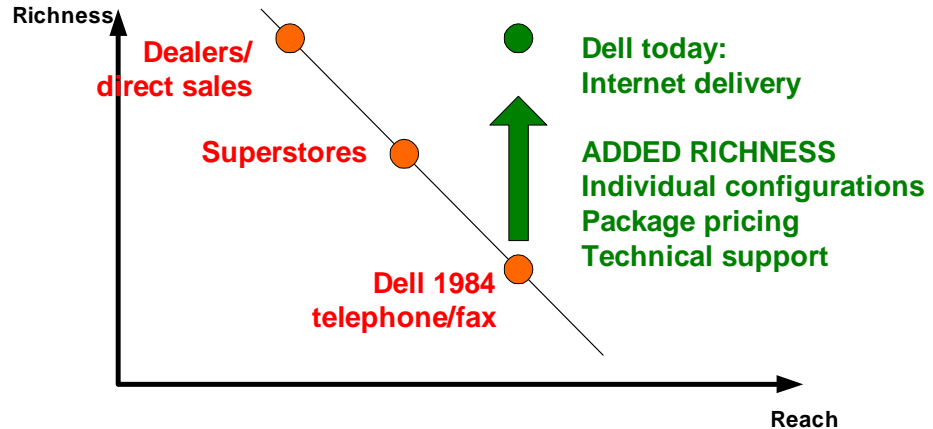 Richness
Dealers/
direct sales
Superstores
Dell 1984
telephone/fax
Dell today:
Internet delivery
ADDED RICHNESS
Individual configurations
Package pricing
Technical support
Reach